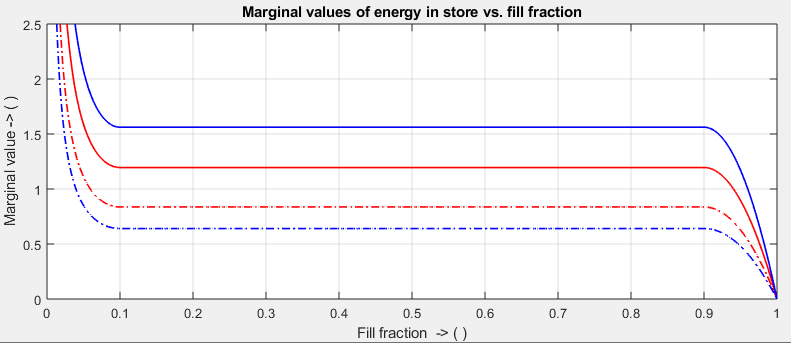 Marginal values of energy in store vs. fill fraction
2.5
2
1.5
1
0.5
0
Marginal value -> ( )
0 0.1 0.2 0.3 0.4 0.5 0.6 0.7 0.8 0.9 1
Fill fraction -> ( )